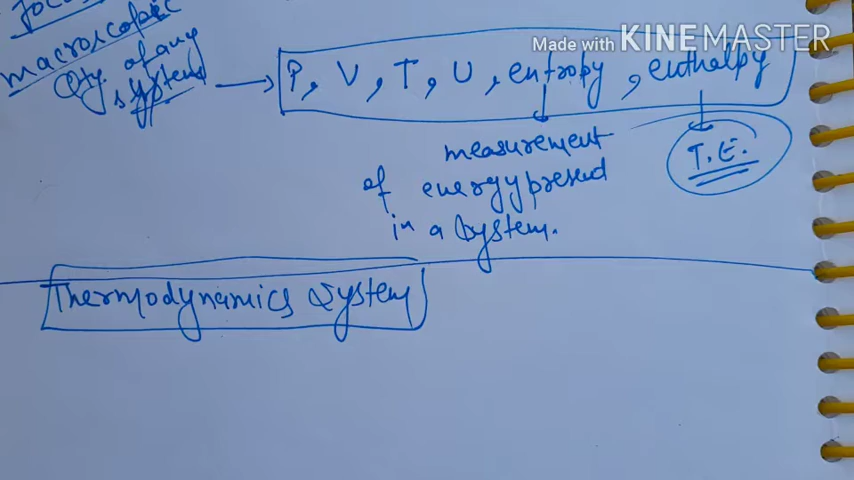 Made with KINEMASTER
macroscopic
Qty. of any
system
P, V, T, U, entropy, enthalpy
measurement
of energy present
in a system.
T.E.
Thermodynamics System